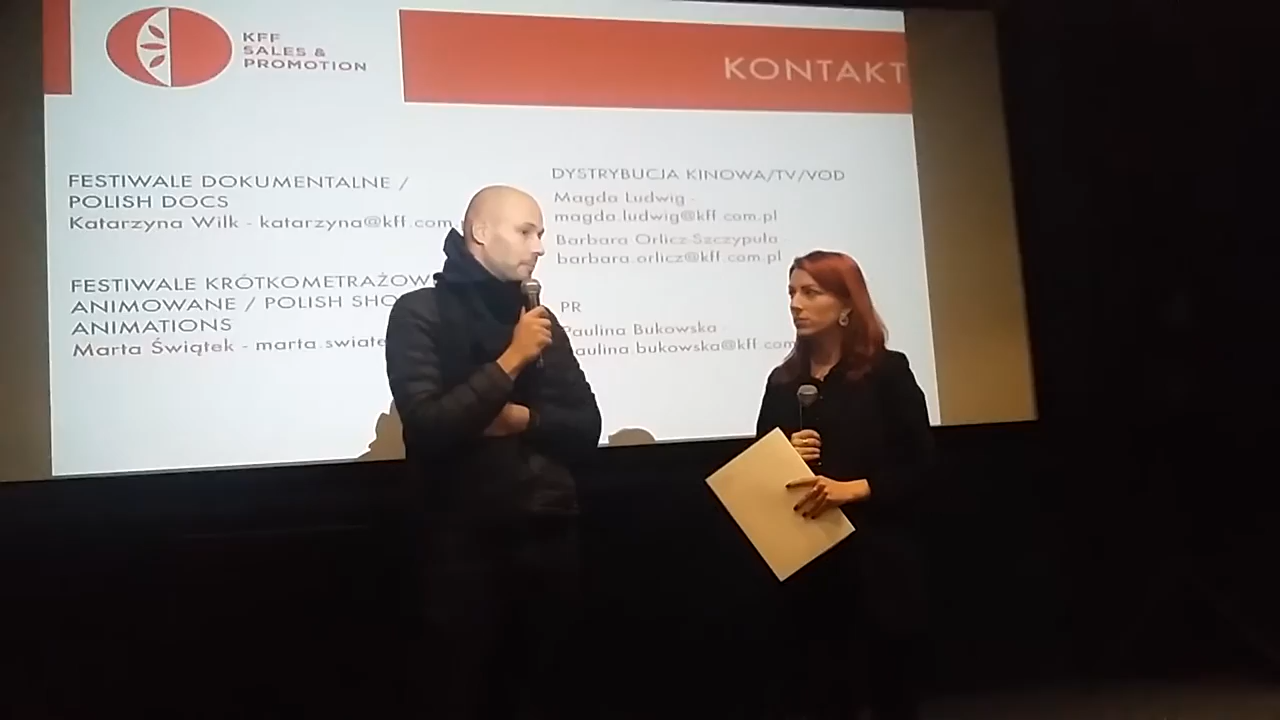 KFF
SALES &
PROMOTION
KONTAKT
FESTIWALE DOKUMENTALNE /
POLISH DOCS
Katarzyna Wilk - katarzyna@kff.com.
FESTIWALE KRÓTKOMETRAŻOW
ANIMOWANE / POLISH SHO
ANIMATIONS
Marta Świątek - marta.swiate
DYSTRYBUCJA KINOWA/TV/VOD
Magda Ludwig -
magda.ludwig@kff.com.pl
Barbara Orlicz-Szczypuła -
barbara.orlicz@kff.com.pl
PR
Paulina Bukowska
paulina.bukowska@kff.com